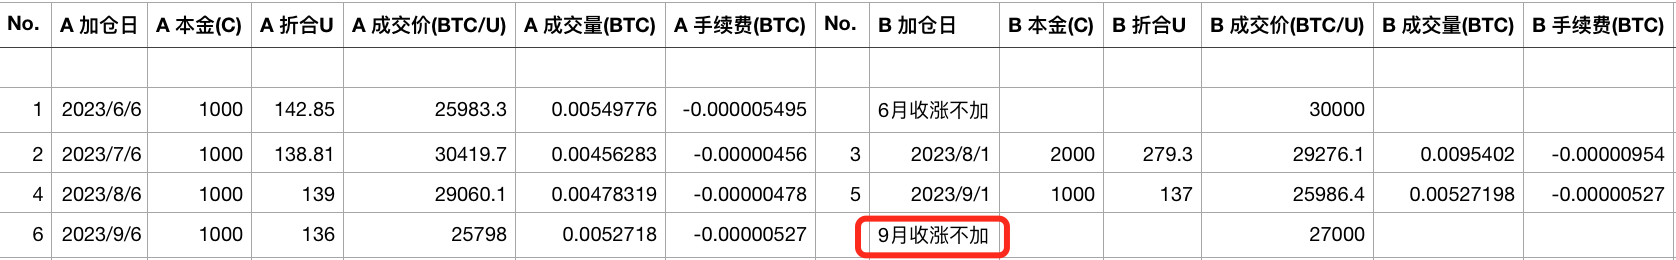 No. A 加仓日 A 本金(C) A 折合U A 成交价(BTC/U) A 成交量(BTC) A 手续费(BTC) No. B 加仓日 B 本金(C) B 折合U B 成交价(BTC/U) B 成交量(BTC) B 手续费(BTC)
1 2023/6/6 1000 142.85 25983.3 0.00549776 -0.000005495 6月收涨不加 30000
2 2023/7/6 1000 138.81 30419.7 0.00456283 -0.00000456 3 2023/8/1 2000 279.3 29276.1 0.0095402 -0.00000954
4 2023/8/6 1000 139 29060.1 0.00478319 -0.00000478 5 2023/9/1 1000 137 25986.4 0.00527198 -0.00000527
6 2023/9/6 1000 136 25798 0.0052718 -0.00000527 9月收涨不加 27000